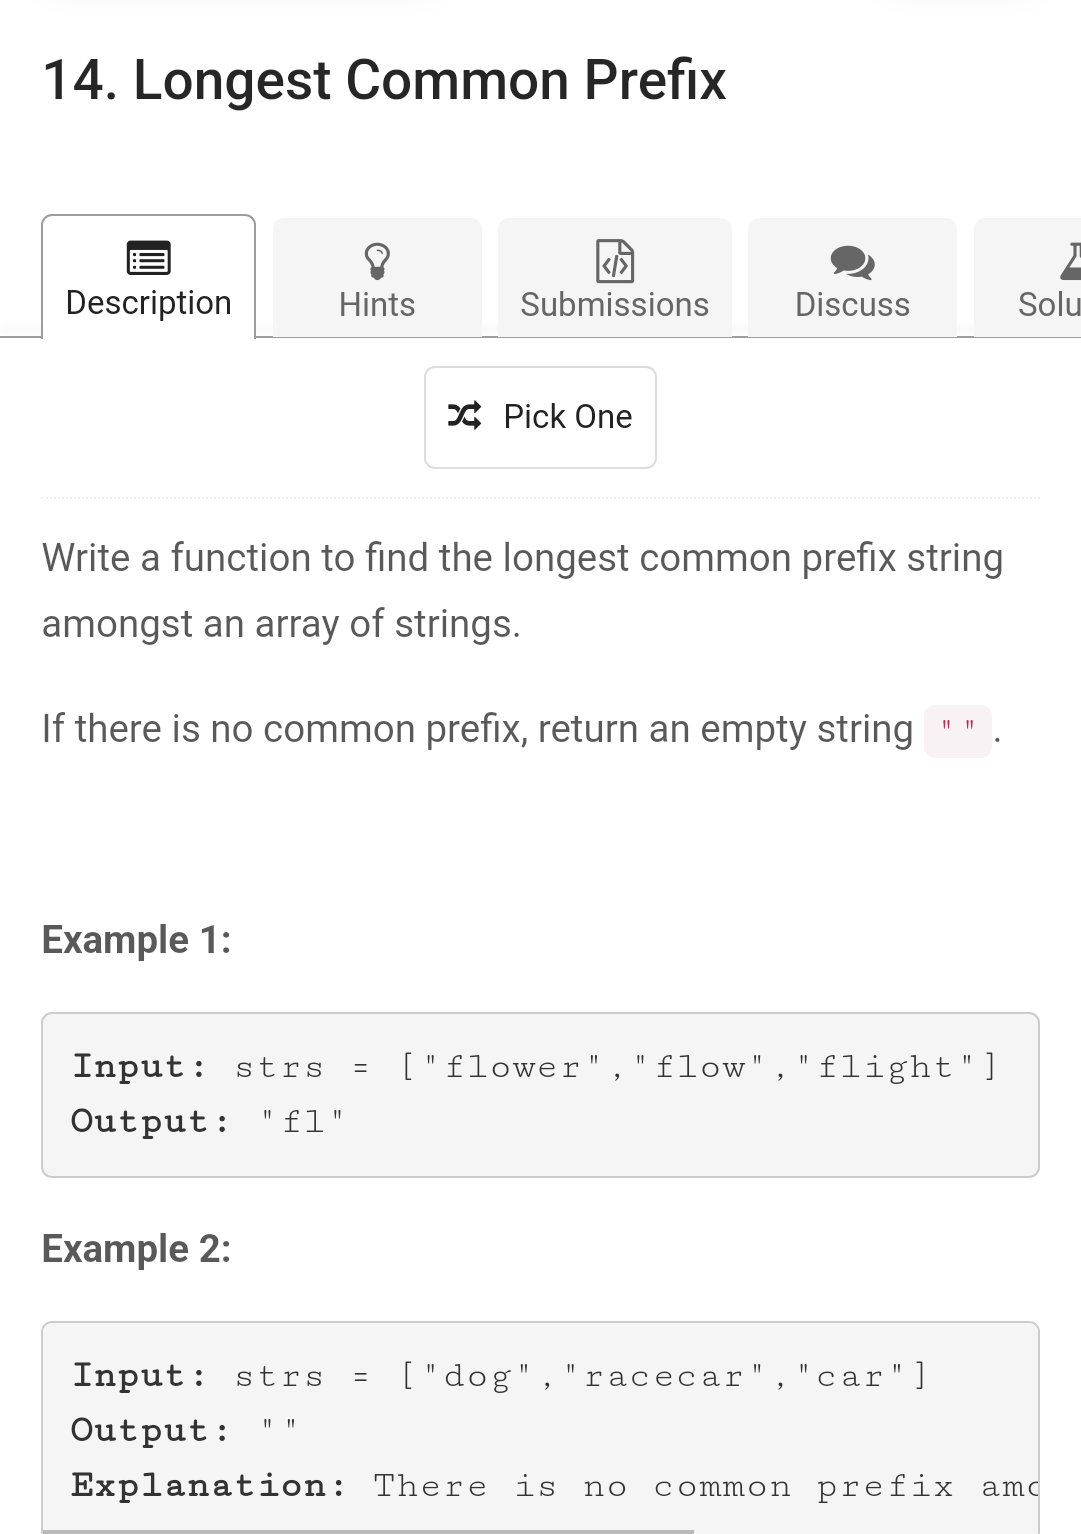 14. Longest Common Prefix
Description
Hints
Submissions
Discuss
Solu
Pick One
Write a function to find the longest common prefix string
amongst an array of strings.
If there is no common prefix, return an empty string "".
Example 1:
Input: strs = ["flower","flow","flight"]
Output: "fl"
Example 2:
Input: strs = ["dog","racecar","car"]
Output: ""
Explanation: There is no common prefix amo